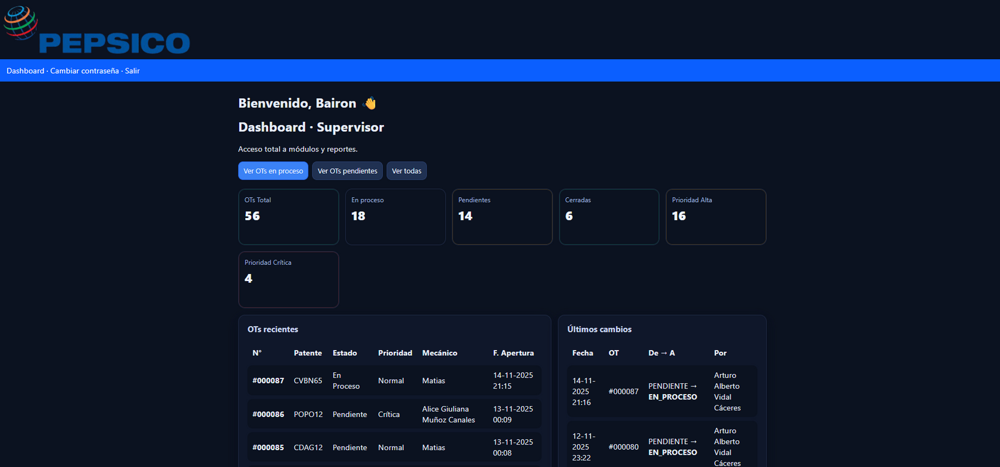 PEPSICO
Dashboard · Cambiar contraseña · Salir
Bienvenido, Bairon 👋
Dashboard · Supervisor
Acceso total a módulos y reportes.
Ver OTs en proceso Ver OTs pendientes Ver todas
OTs Total En proceso Pendientes Cerradas Prioridad Alta
56 18 14 6 16
Prioridad Crítica
4
OTs recientes
N° Patente Estado Prioridad Mecánico F. Apertura
#000087 CVBN65 En Proceso Normal Matias 14-11-2025 21:15
#000086 POPO12 Pendiente Crítica Alice Giuliana Muñoz Canales 13-11-2025 00:09
#000085 CDAG12 Pendiente Normal Matias 13-11-2025 00:08
Últimos cambios
Fecha OT De → A Por
14-11-2025 21:16 #000087 PENDIENTE → EN_PROCESO Arturo Alberto Vidal Cáceres
12-11-2025 23:22 #000080 PENDIENTE → EN_PROCESO Arturo Alberto Vidal Cáceres